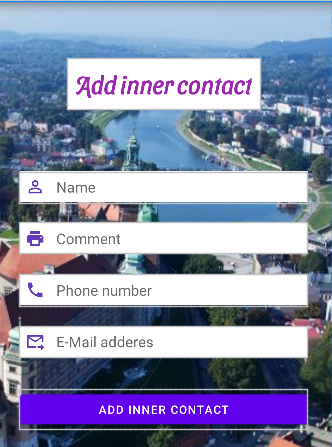 Add inner contact
Name
Comment
Phone number
E-Mail adderes
ADD INNER CONTACT